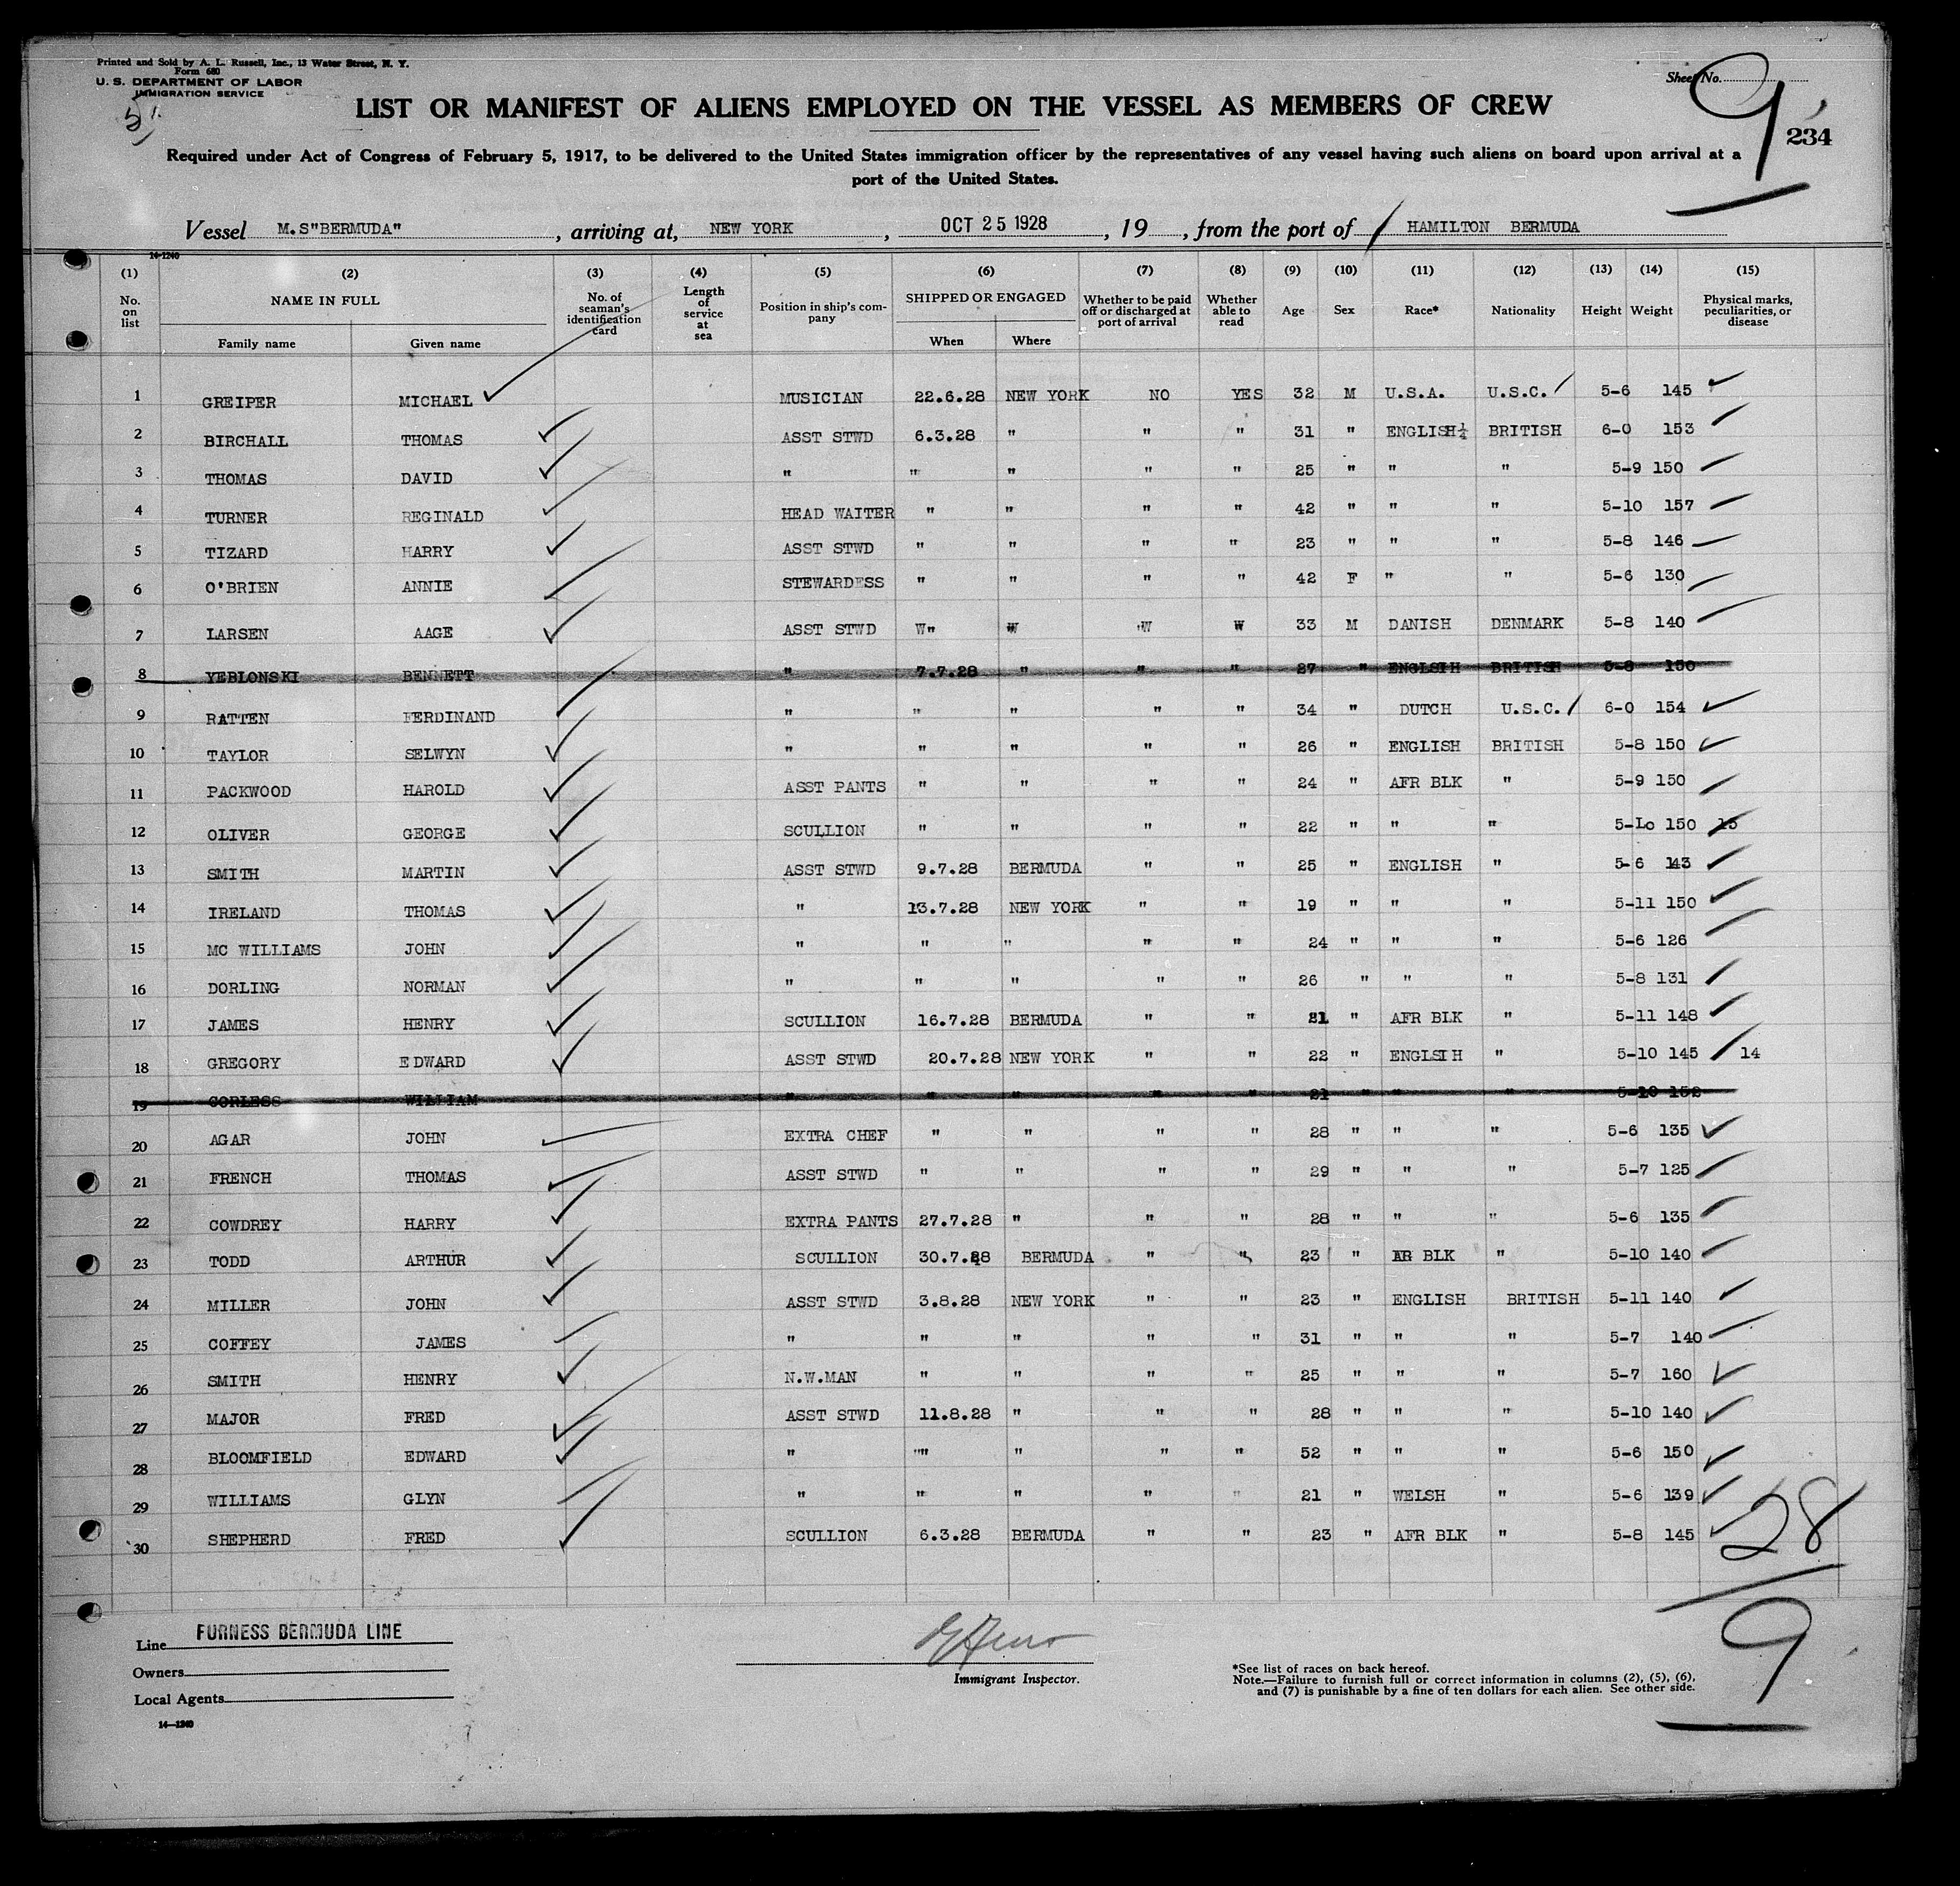 Printed and Sold by A. L. Russell, Inc., 13 Water Street, N. Y.
Form 680
U. S. DEPARTMENT OF LABOR
IMMIGRATION SERVICE
Sheet No. 9
234
LIST OR MANIFEST OF ALIENS EMPLOYED ON THE VESSEL AS MEMBERS OF CREW
Required under Act of Congress of February 5, 1917, to be delivered to the United States immigration officer by the representatives of any vessel having such aliens on board upon arrival at a
port of the United States.
Vessel M.S"BERMUDA", arriving at, NEW YORK, OCT 25 1928, 19 , from the port of HAMILTON BERMUDA
14-1240
(1) (2) (3) (4) (5) (6) (7) (8) (9) (10) (11) (12) (13) (14) (15)
No. on list NAME IN FULL Family name Given name No. of seaman's identification card Length of service at sea Position in ship's company SHIPPED OR ENGAGED When Where Whether to be paid off or discharged at port of arrival Whether able to read Age Sex Race* Nationality Height Weight Physical marks, peculiarities, or disease
1 GREIPER MICHAEL MUSICIAN 22.6.28 NEW YORK NO YES 32 M U.S.A. U.S.C. 5-6 145
2 BIRCHALL THOMAS ASST STWD 6.3.28 " " " 31 " ENGLISH BRITISH 6-0 153
3 THOMAS DAVID " " " " " 25 " " " 5-9 150
4 TURNER REGINALD HEAD WAITER " " " " 42 " " " 5-10 157
5 TIZARD HARRY ASST STWD " " " " 23 " " " 5-8 146
6 O'BRIEN ANNIE STEWARDESS " " " " 42 F " " 5-6 130
7 LARSEN AAGE ASST STWD W" W "W W 33 M DANISH DENMARK 5-8 140
8 YEBLONSKI BENNETT " 7.7.28 " " " 27 " ENGLSIH BRITISH 5-8 150
9 RATTEN FERDINAND " " " " " 34 " DUTCH U.S.C. 6-0 154
10 TAYLOR SELWYN " " " " " 26 " ENGLISH BRITISH 5-8 150
11 PACKWOOD HAROLD ASST PANTS " " " " 24 " AFR BLK " 5-9 150
12 OLIVER GEORGE SCULLION " " " " 22 " " " 5-Lo 150 15
13 SMITH MARTIN ASST STWD 9.7.28 BERMUDA " " 25 " ENGLISH " 5-6 143
14 IRELAND THOMAS " 13.7.28 NEW YORK " " 19 " " " 5-11 150
15 MC WILLIAMS JOHN " " " " " 24 " " " 5-6 126
16 DORLING NORMAN " " " " " 26 " " " 5-8 131
17 JAMES HENRY SCULLION 16.7.28 BERMUDA " " 21 " AFR BLK " 5-11 148
18 GREGORY EDWARD ASST STWD 20.7.28 NEW YORK " " 22 " ENGLSIH " 5-10 145 14
19 CORLESS WILLIAM " " " " " 21 " " " 5-10 152
20 AGAR JOHN EXTRA CHEF " " " " 28 " " " 5-6 135
21 FRENCH THOMAS ASST STWD " " " " 29 " " " 5-7 125
22 COWDREY HARRY EXTRA PANTS 27.7.28 " " " 28 " " " 5-6 135
23 TODD ARTHUR SCULLION 30.7.28 BERMUDA " " 23 " BLK " 5-10 140
24 MILLER JOHN ASST STWD 3.8.28 NEW YORK " " 23 " ENGLISH BRITISH 5-11 140
25 COFFEY JAMES " " " " " 31 " " " 5-7 140
26 SMITH HENRY N.W.MAN " " " " 25 " " " 5-7 160
27 MAJOR FRED ASST STWD 11.8.28 " " " 28 " " " 5-10 140
28 BLOOMFIELD EDWARD " "" " " " 52 " " " 5-6 150
29 WILLIAMS GLYN " " " " " 21 " WELSH " 5-6 139
30 SHEPHERD FRED SCULLION 6.3.28 BERMUDA " " 23 " AFR BLK " 5-8 145
28
9
Line FURNESS BERMUDA LINE
Owners
Local Agents
14—1240
Immigrant Inspector.
*See list of races on back hereof.
Note.—Failure to furnish full or correct information in columns (2), (5), (6),
and (7) is punishable by a fine of ten dollars for each alien. See other side.